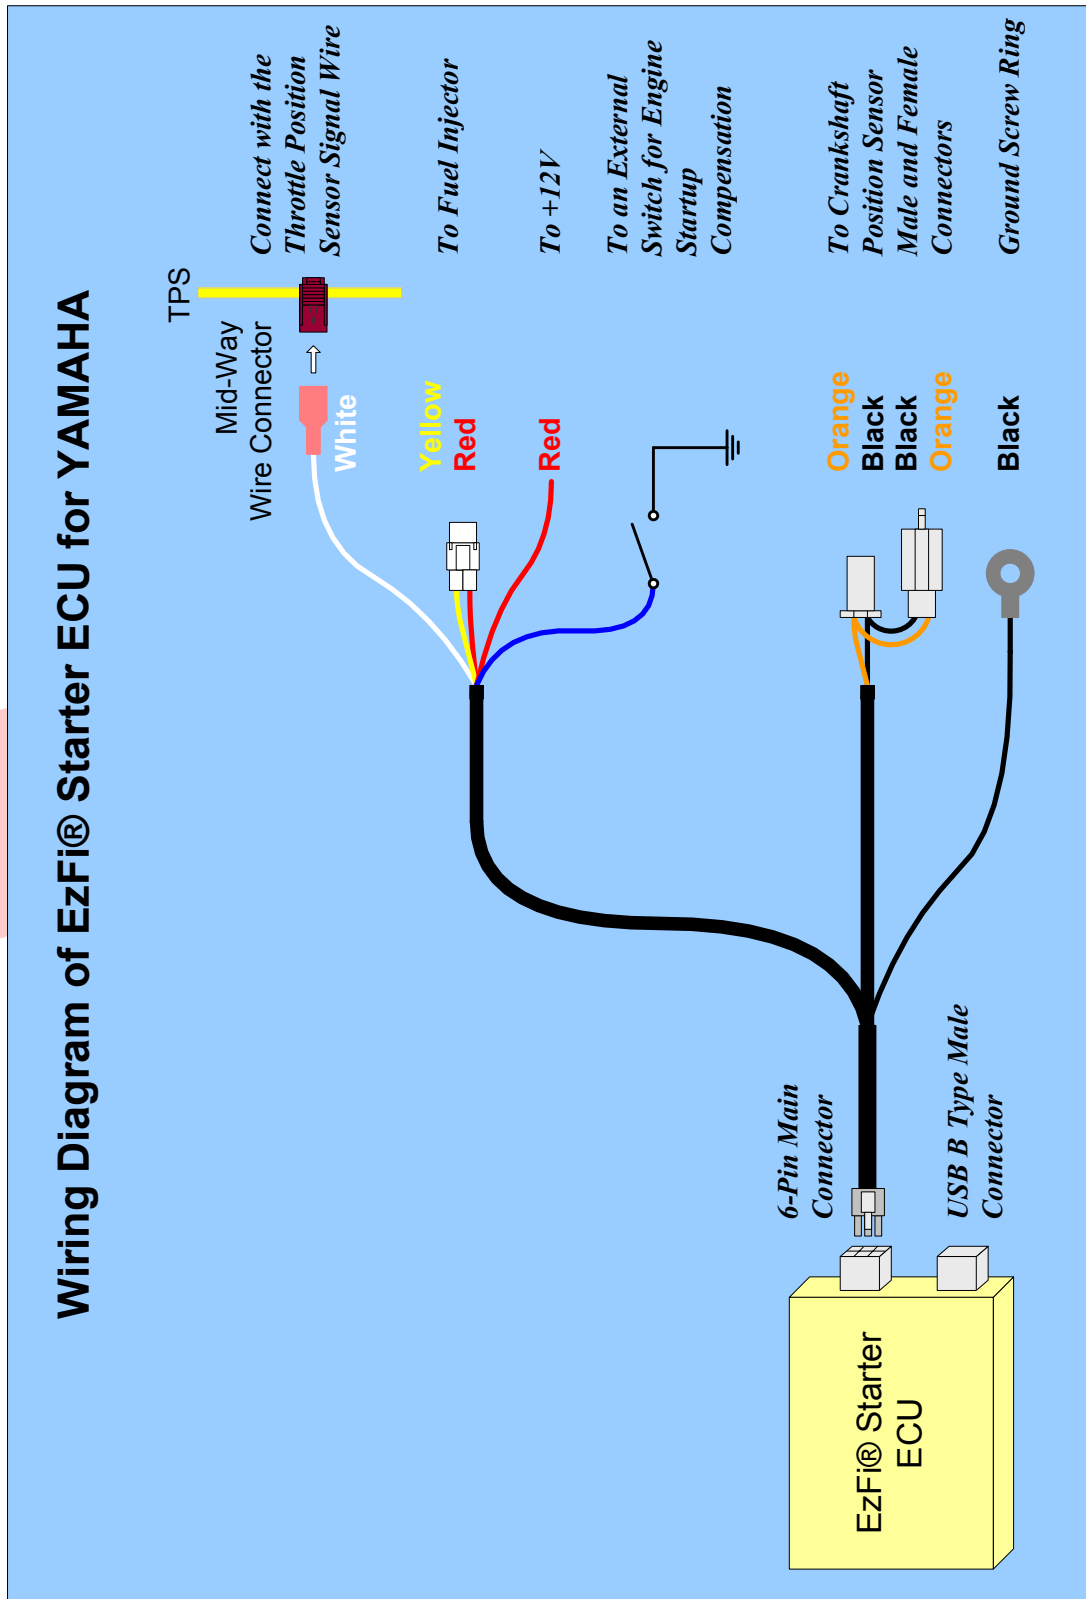 Wiring Diagram of EzFi® Starter ECU for YAMAHA
TPS
Mid-Way
Wire Connector
Connect with the
Throttle Position
Sensor Signal Wire
White
Yellow
Red
To Fuel Injector
Red
To +12V
To an External
Switch for Engine
Startup
Compensation
Orange
Black
Black
Orange
To Crankshaft
Position Sensor
Male and Female
Connectors
Black
Ground Screw Ring
6-Pin Main
Connector
USB B Type Male
Connector
EzFi® Starter
ECU